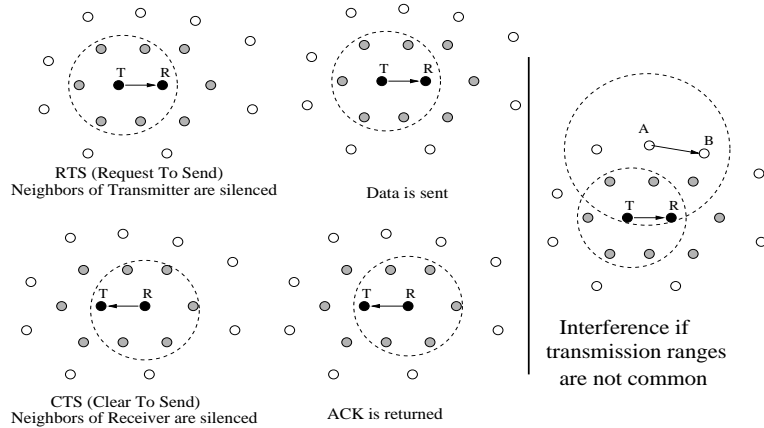 T R
RTS (Request To Send)
Neighbors of Transmitter are silenced
T R
Data is sent
T R
CTS (Clear To Send)
Neighbors of Receiver are silenced
T R
ACK is returned
A B
T R
Interference if
transmission ranges
are not common